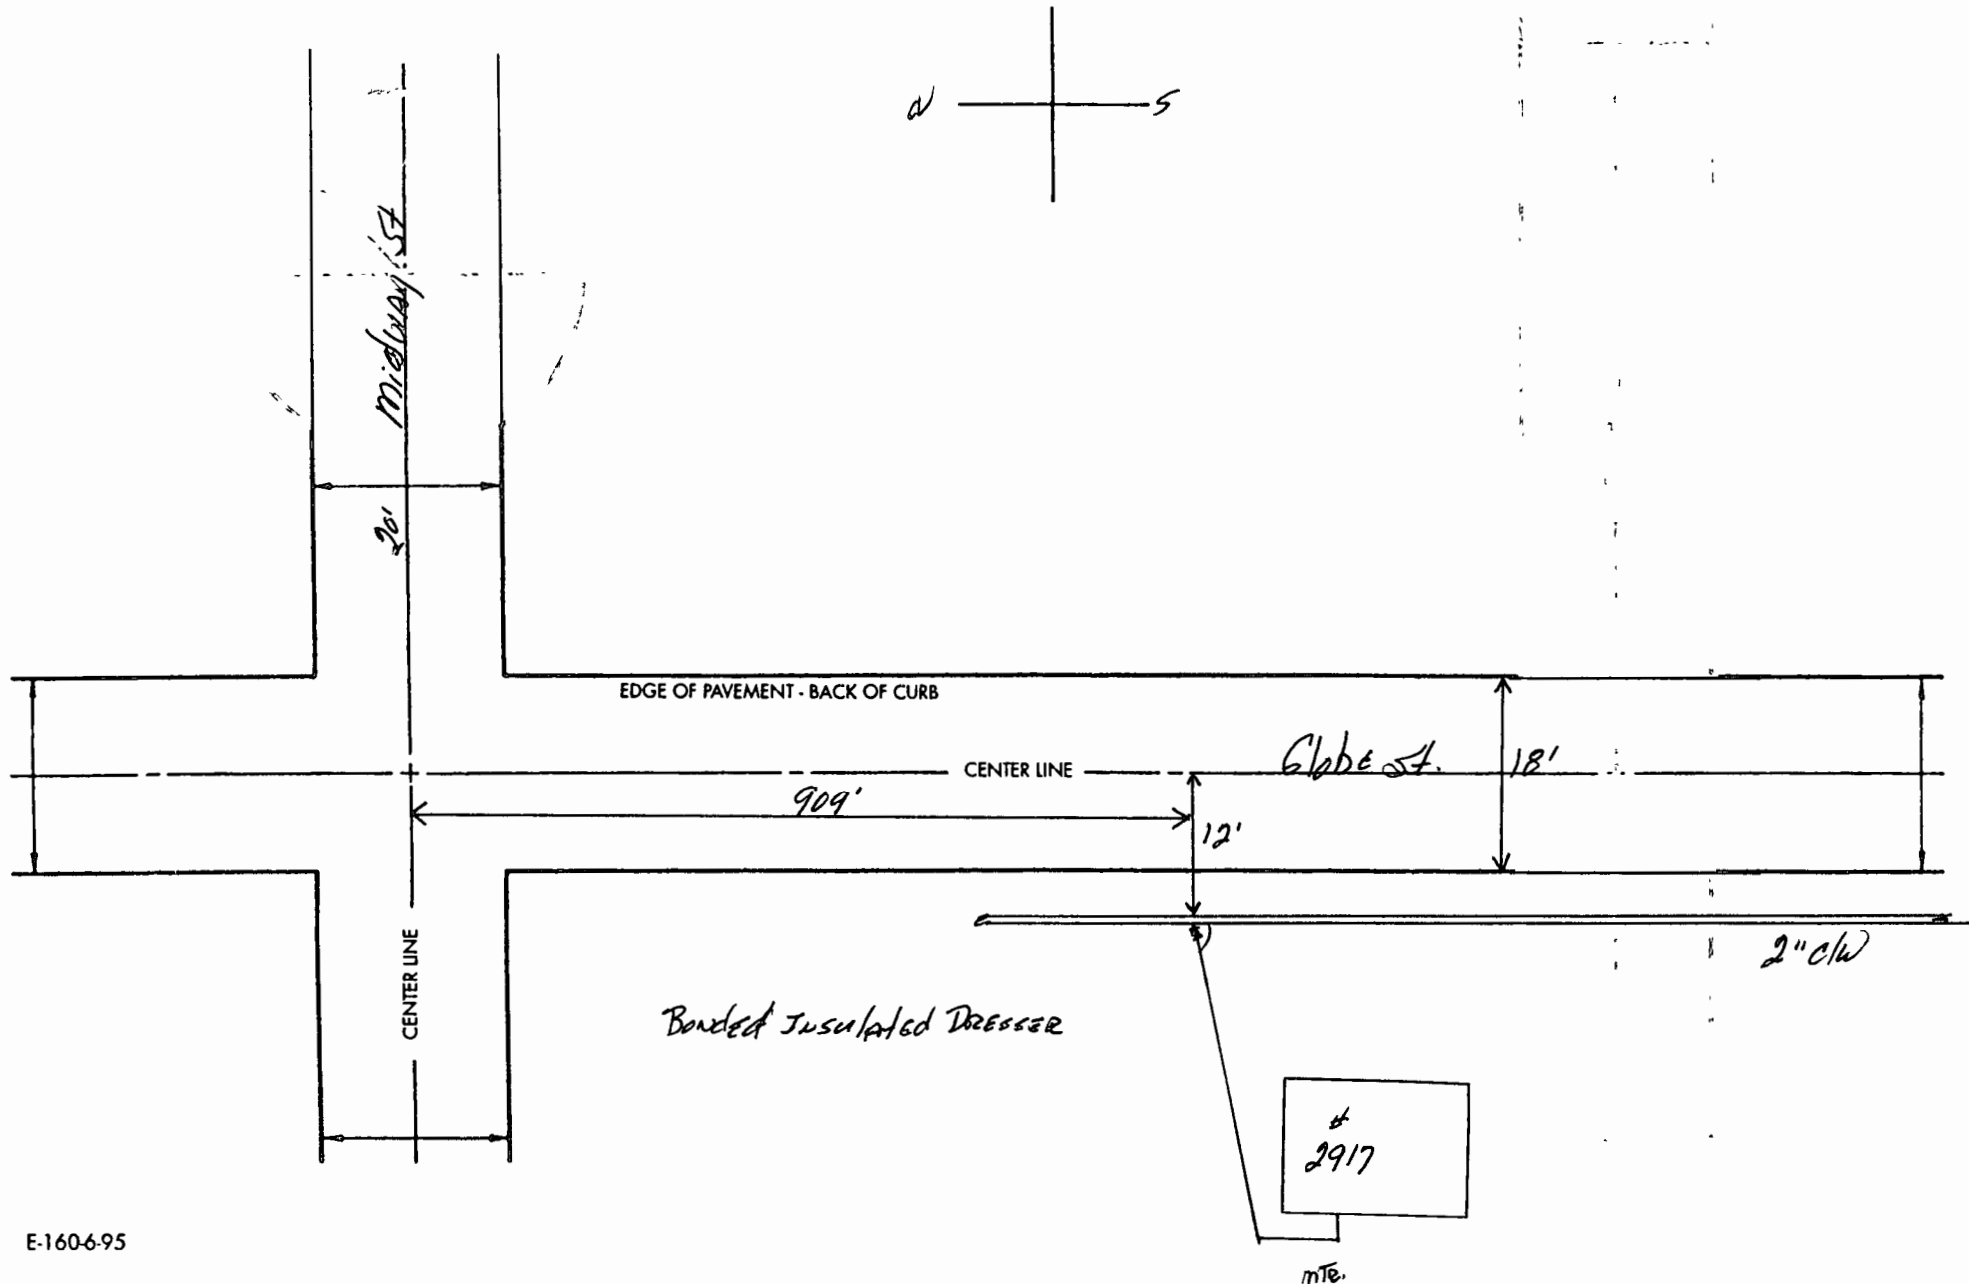 N S
Midway St
20'
EDGE OF PAVEMENT - BACK OF CURB
CENTER LINE
Globe St.
18'
909'
12'
2" C/W
CENTER LINE
Bonded Insulated Dresser
#
2917
E-160-6-95
mTR.